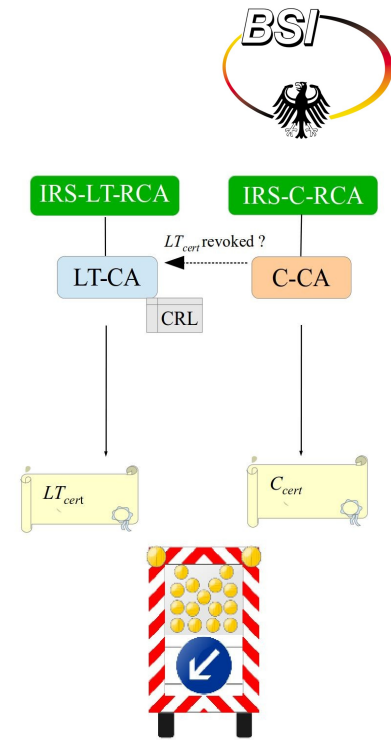 BSI
IRS-LT-RCA
IRS-C-RCA
LTcert revoked ?
LT-CA
C-CA
CRL
LTcert
Ccert